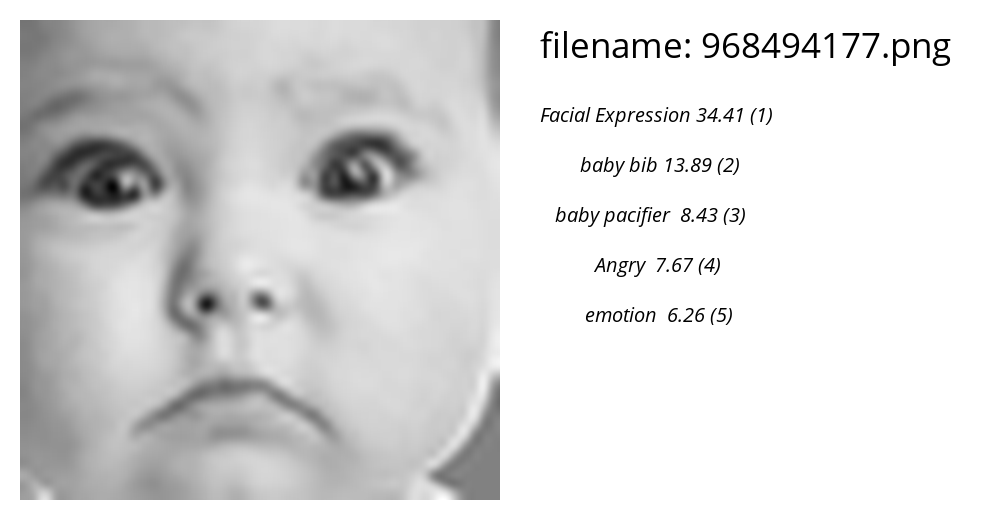 filename: 968494177.png
Facial Expression 34.41 (1)
baby bib 13.89 (2)
baby pacifier 8.43 (3)
Angry 7.67 (4)
emotion 6.26 (5)